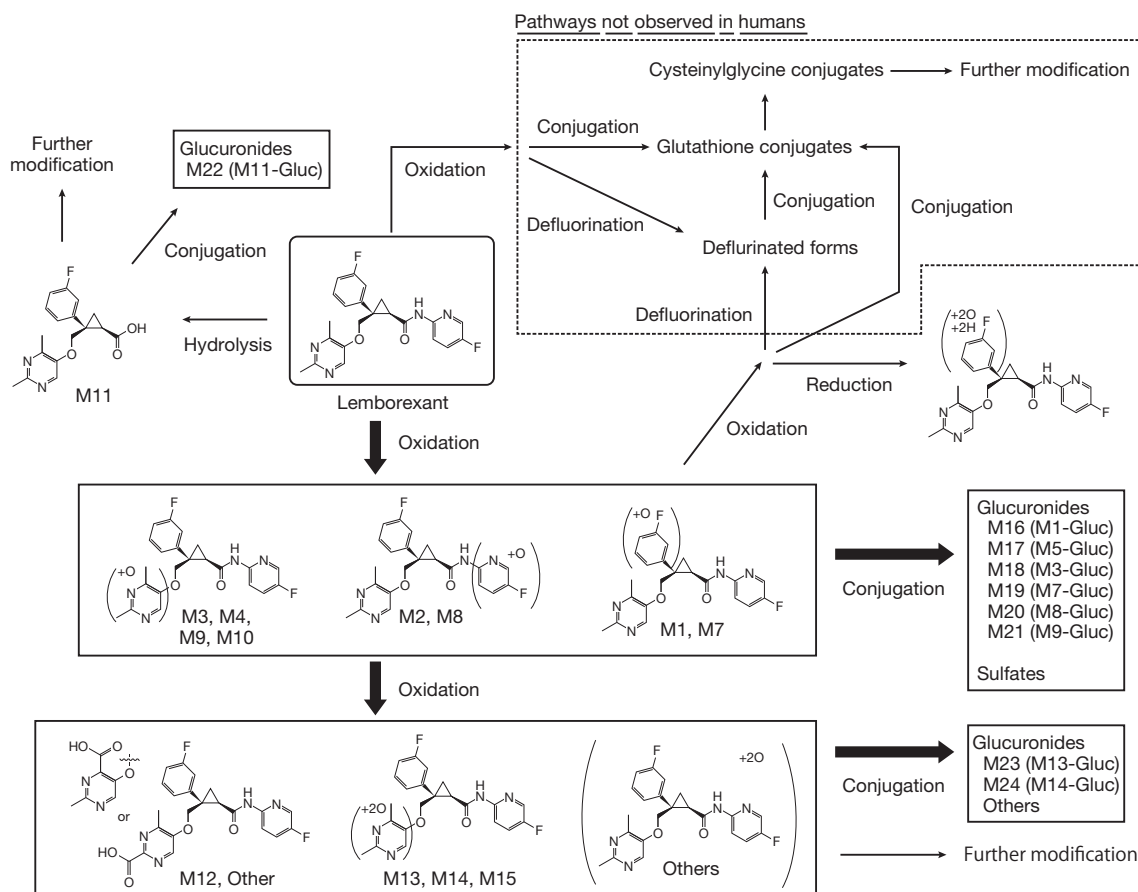 Pathways not observed in humans
Cysteinylglycine conjugates
Further modification
Further
modification
Glucuronides
M22 (M11-Gluc)
Conjugation
Glutathione conjugates
Oxidation
Conjugation
Defluorination
Conjugation
Conjugation
Deflurinated forms
F
OH
O
O
N
N
M11
Hydrolysis
F
H
N
N
O
O
F
N
N
Lemborexant
Defluorination
Reduction
+2O
+2H
F
H
N
N
O
O
F
N
N
Oxidation
Oxidation
F
H
N
N
+O
O
O
F
N
N
M3, M4,
M9, M10
F
H
N
N
+O
O
O
F
N
N
M2, M8
+O
F
H
N
N
O
O
F
N
N
M1, M7
Conjugation
Glucuronides
M16 (M1-Gluc)
M17 (M5-Gluc)
M18 (M3-Gluc)
M19 (M7-Gluc)
M20 (M8-Gluc)
M21 (M9-Gluc)
Sulfates
Oxidation
HO
O
O
N
N
or
F
H
N
N
O
O
F
N
N
HO
O
M12, Other
F
H
N
N
+2O
O
O
F
N
N
M13, M14, M15
+2O
F
H
N
N
O
O
F
N
N
Others
Conjugation
Glucuronides
M23 (M13-Gluc)
M24 (M14-Gluc)
Others
Further modification